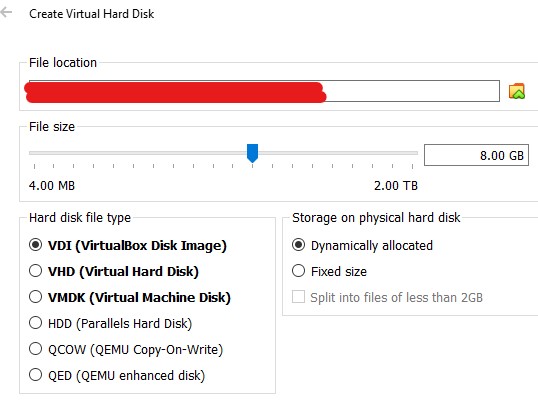 Create Virtual Hard Disk
File location
File size
8.00 GB
4.00 MB 2.00 TB
Hard disk file type
VDI (VirtualBox Disk Image)
VHD (Virtual Hard Disk)
VMDK (Virtual Machine Disk)
HDD (Parallels Hard Disk)
QCOW (QEMU Copy-On-Write)
QED (QEMU enhanced disk)
Storage on physical hard disk
Dynamically allocated
Fixed size
Split into files of less than 2GB